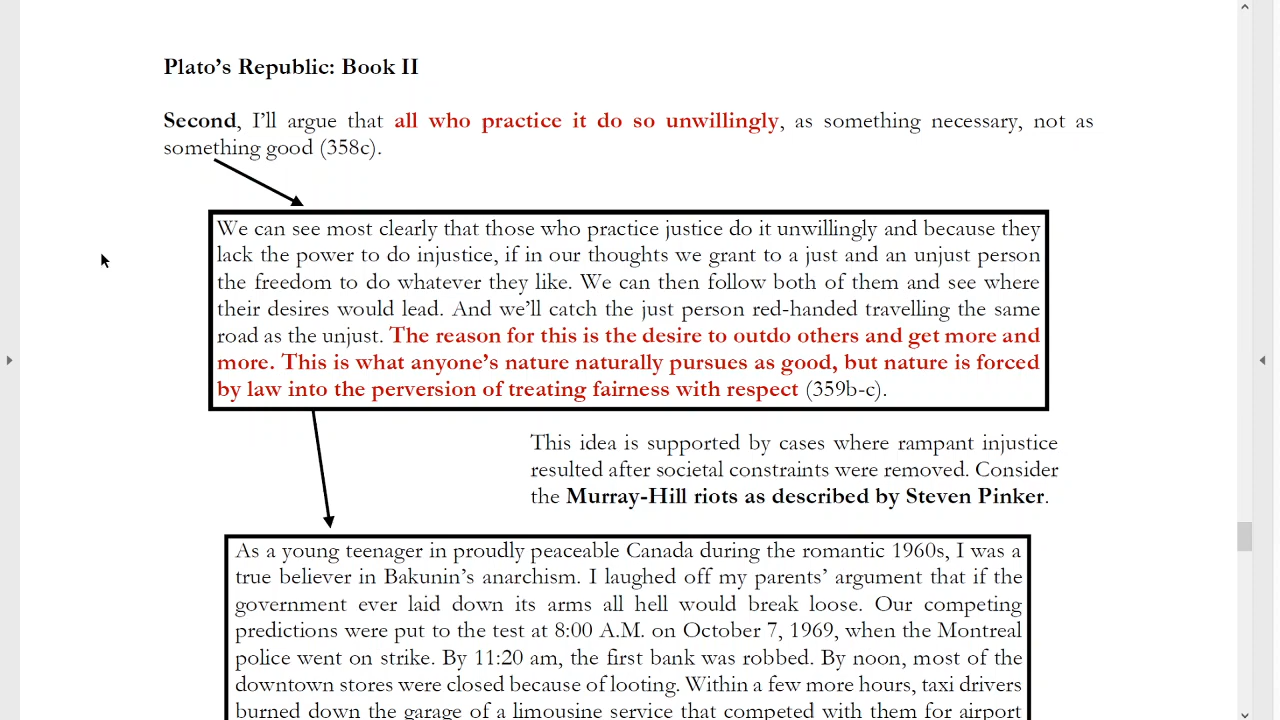 Plato's Republic: Book II
Second, I'll argue that all who practice it do so unwillingly, as something necessary, not as
something good (358c).
We can see most clearly that those who practice justice do it unwillingly and because they
lack the power to do injustice, if in our thoughts we grant to a just and an unjust person
the freedom to do whatever they like. We can then follow both of them and see where
their desires would lead. And we'll catch the just person red-handed travelling the same
road as the unjust. The reason for this is the desire to outdo others and get more and
more. This is what anyone's nature naturally pursues as good, but nature is forced
by law into the perversion of treating fairness with respect (359b-c).
This idea is supported by cases where rampant injustice
resulted after societal constraints were removed. Consider
the Murray-Hill riots as described by Steven Pinker.
As a young teenager in proudly peaceable Canada during the romantic 1960s, I was a
true believer in Bakunin's anarchism. I laughed off my parents' argument that if the
government ever laid down its arms all hell would break loose. Our competing
predictions were put to the test at 8:00 A.M. on October 7, 1969, when the Montreal
police went on strike. By 11:20 am, the first bank was robbed. By noon, most of the
downtown stores were closed because of looting. Within a few more hours, taxi drivers
burned down the garage of a limousine service that competed with them for airport